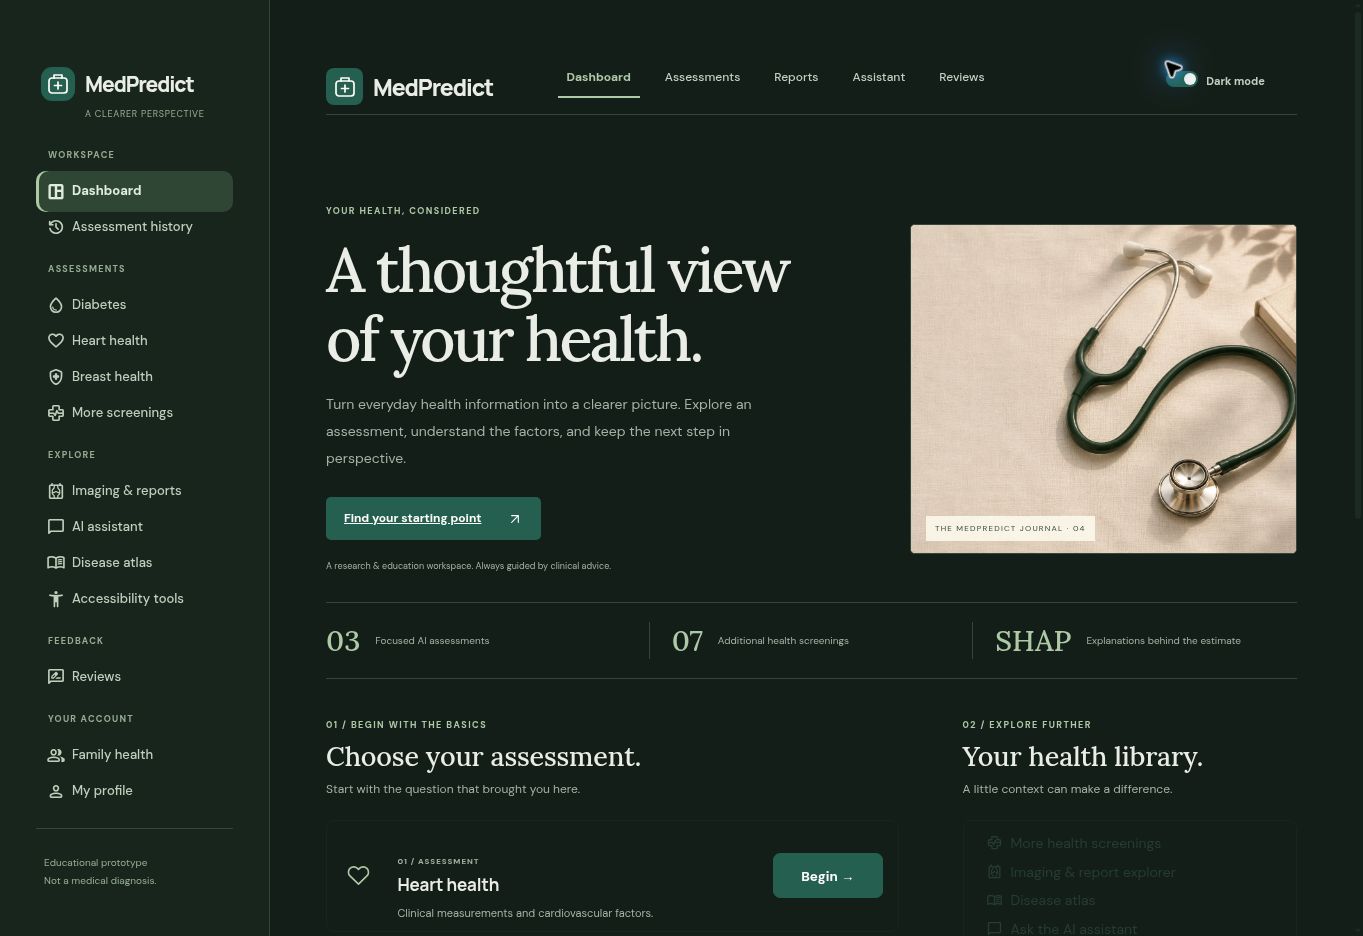 MedPredict
A CLEARER PERSPECTIVE
WORKSPACE
Dashboard
Assessment history
ASSESSMENTS
Diabetes
Heart health
Breast health
More screenings
EXPLORE
Imaging & reports
AI assistant
Disease atlas
Accessibility tools
FEEDBACK
Reviews
YOUR ACCOUNT
Family health
My profile
Educational prototype
Not a medical diagnosis.
MedPredict
Dashboard
Assessments
Reports
Assistant
Reviews
Dark mode
YOUR HEALTH, CONSIDERED
A thoughtful view
of your health.
Turn everyday health information into a clearer picture. Explore an
assessment, understand the factors, and keep the next step in
perspective.
Find your starting point
A research & education workspace. Always guided by clinical advice.
THE MEDPREDICT JOURNAL · 04
03 Focused AI assessments
07 Additional health screenings
SHAP Explanations behind the estimate
01 / BEGIN WITH THE BASICS
Choose your assessment.
Start with the question that brought you here.
01 / ASSESSMENT
Heart health
Clinical measurements and cardiovascular factors.
Begin →
02 / EXPLORE FURTHER
Your health library.
A little context can make a difference.
More health screenings
Imaging & report explorer
Disease atlas
Ask the AI assistant